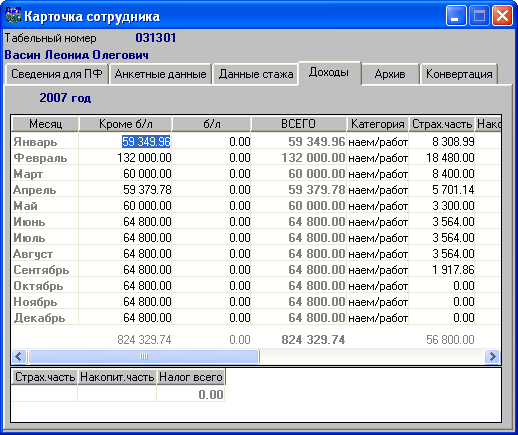 Карточка сотрудника
Табельный номер 031301
Васин Леонид Олегович
Сведения для ПФ Анкетные данные Данные стажа Доходы Архив Конвертация
2007 год
Месяц Кроме б/л б/л ВСЕГО Категория Страх.часть Нако
Январь 59 349.96 0.00 59 349.96 наем/работ 8 308.99
Февраль 132 000.00 0.00 132 000.00 наем/работ 18 480.00
Март 60 000.00 0.00 60 000.00 наем/работ 8 400.00
Апрель 59 379.78 0.00 59 379.78 наем/работ 5 701.14
Май 60 000.00 0.00 60 000.00 наем/работ 3 300.00
Июнь 64 800.00 0.00 64 800.00 наем/работ 3 564.00
Июль 64 800.00 0.00 64 800.00 наем/работ 3 564.00
Август 64 800.00 0.00 64 800.00 наем/работ 3 564.00
Сентябрь 64 800.00 0.00 64 800.00 наем/работ 1 917.86
Октябрь 64 800.00 0.00 64 800.00 наем/работ 0.00
Ноябрь 64 800.00 0.00 64 800.00 наем/работ 0.00
Декабрь 64 800.00 0.00 64 800.00 наем/работ 0.00
824 329.74 0.00 824 329.74 56 800.00
Страх.часть Накопит.часть Налог всего
0.00